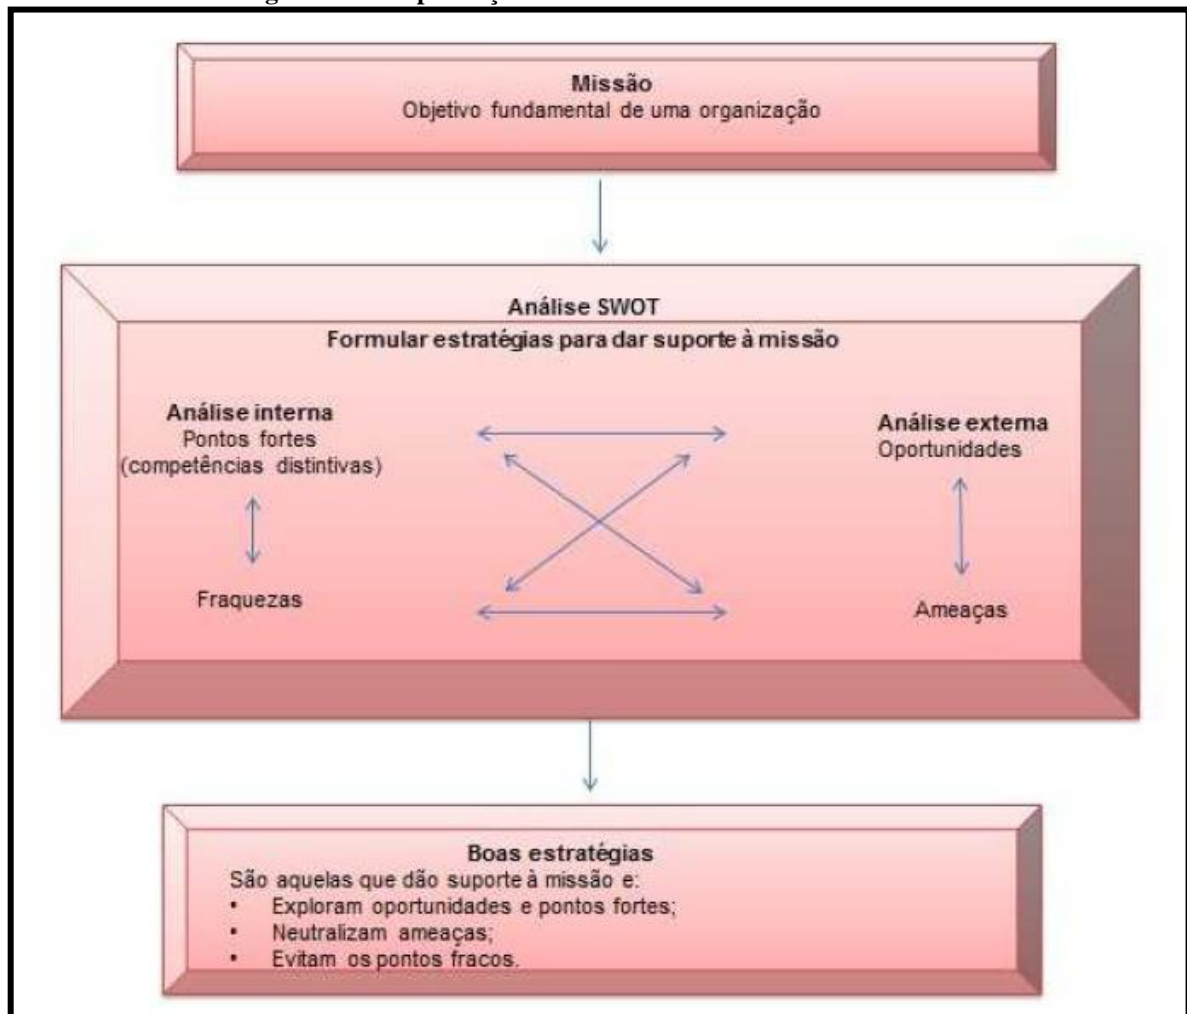 Missão
Objetivo fundamental de uma organização
Análise SWOT
Formular estratégias para dar suporte à missão
Análise interna
Pontos fortes
(competências distintivas)
Fraquezas
Análise externa
Oportunidades
Ameaças
Boas estratégias
São aquelas que dão suporte à missão e:
• Exploram oportunidades e pontos fortes;
• Neutralizam ameaças;
• Evitam os pontos fracos.